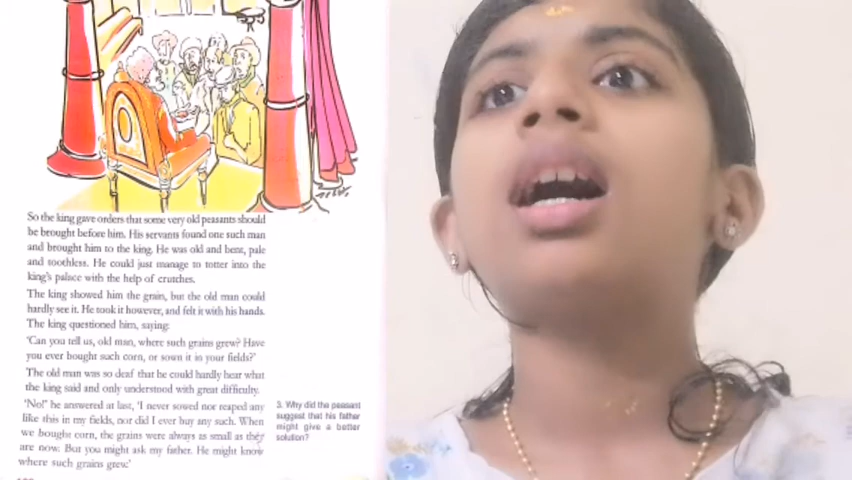 So the king gave orders that some very old peasants should
be brought before him. His servants found one such man
and brought him to the king. He was old and bent, pale
and toothless. He could just manage to totter into the
king's palace with the help of crutches.
The king showed him the grain, but the old man could
hardly see it. He took it however, and felt it with his hands.
The king questioned him, saying:
'Can you tell us, old man, where such grains grew? Have
you ever bought such corn, or sown it in your fields?'
The old man was so deaf that he could hardly hear what
the king said and only understood with great difficulty.
'No!' he answered at last, 'I never sowed nor reaped any
like this in my fields, nor did I ever buy any such. When
we bought corn, the grains were always as small as they
are now. But you might ask my father. He might know
where such grains grew.'
3. Why did the peasant
suggest that his father
might give a better
solution?